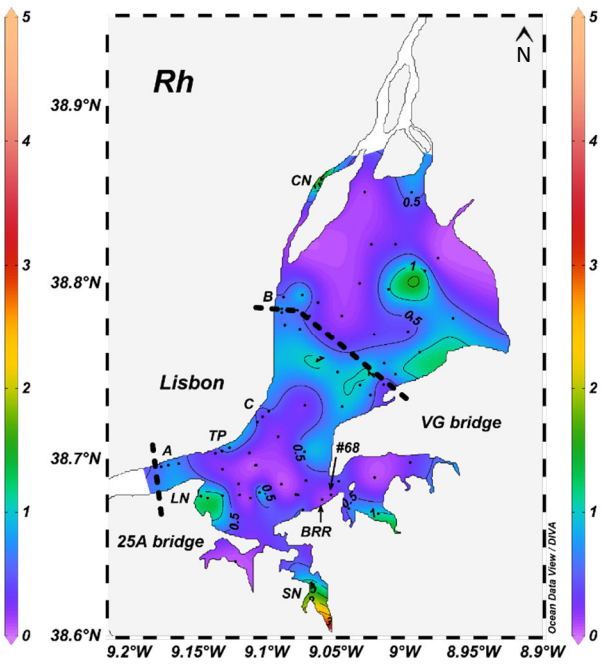 5
4
3
2
1
0
Rh
N
5
4
3
2
1
0
38.9°N
38.8°N
38.7°N
38.6°N
CN
0.5
1
B
0.5
1
Lisbon
C
VG bridge
TP
A
0.5
#68
LN
0.5
0.5
0.5
1
25A bridge
BRR
SN
Ocean Data View / DIVA
9.2°W
9.15°W
9.1°W
9.05°W
9°W
8.95°W
8.9°W